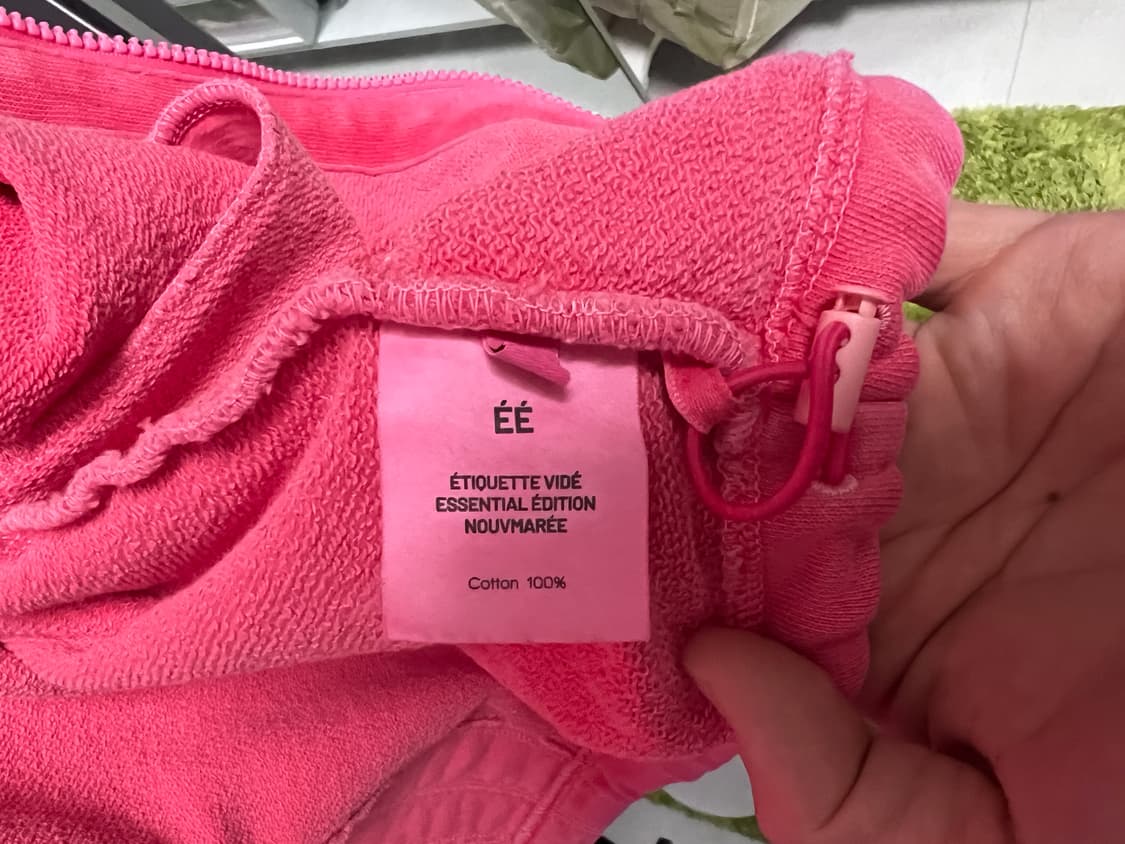 ÉÉ
ÉTIQUETTE VIDÉ
ESSENTIAL ÉDITION
NOUVMARÉE
Cotton 100%